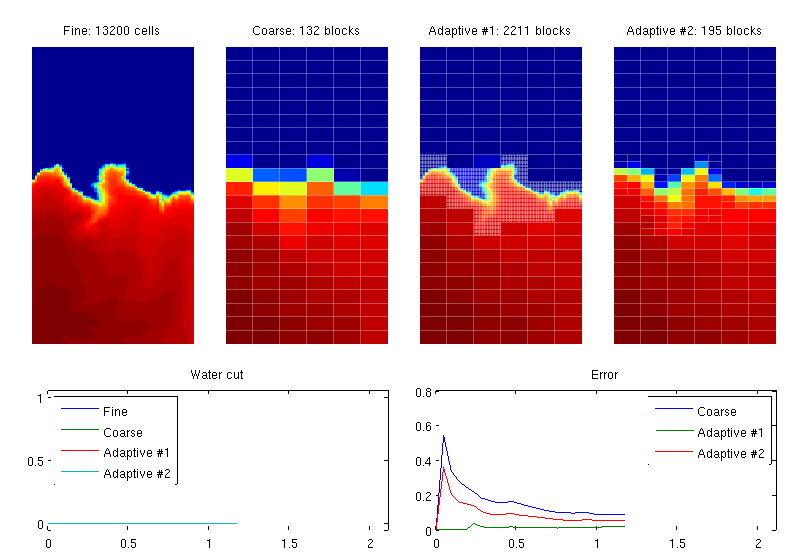 Fine: 13200 cells
Coarse: 132 blocks
Adaptive #1: 2211 blocks
Adaptive #2: 195 blocks
Water cut
1
0.5
0
0
0.5
1
1.5
2
Fine
Coarse
Adaptive #1
Adaptive #2
Error
0.8
0.6
0.4
0.2
0
0
0.5
1
1.5
2
Coarse
Adaptive #1
Adaptive #2